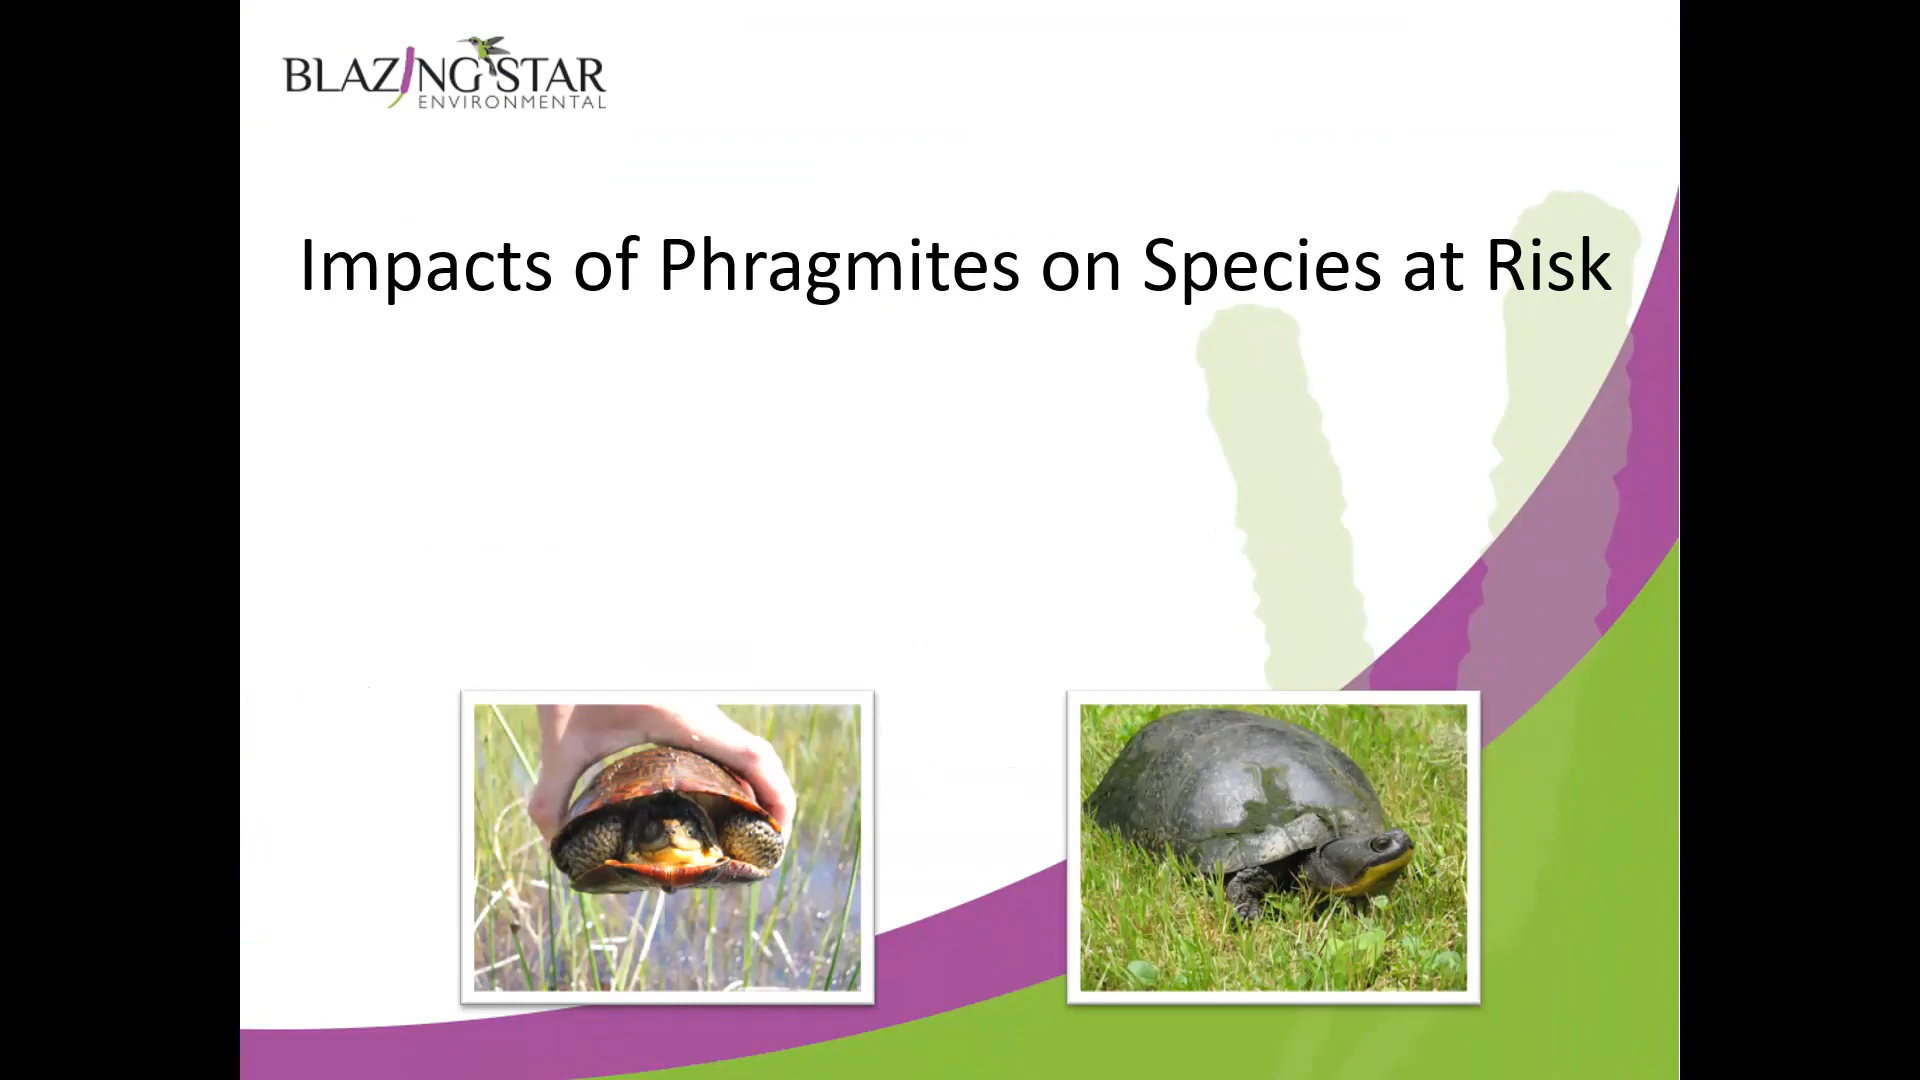 BLAZING STAR
ENVIRONMENTAL
Impacts of Phragmites on Species at Risk